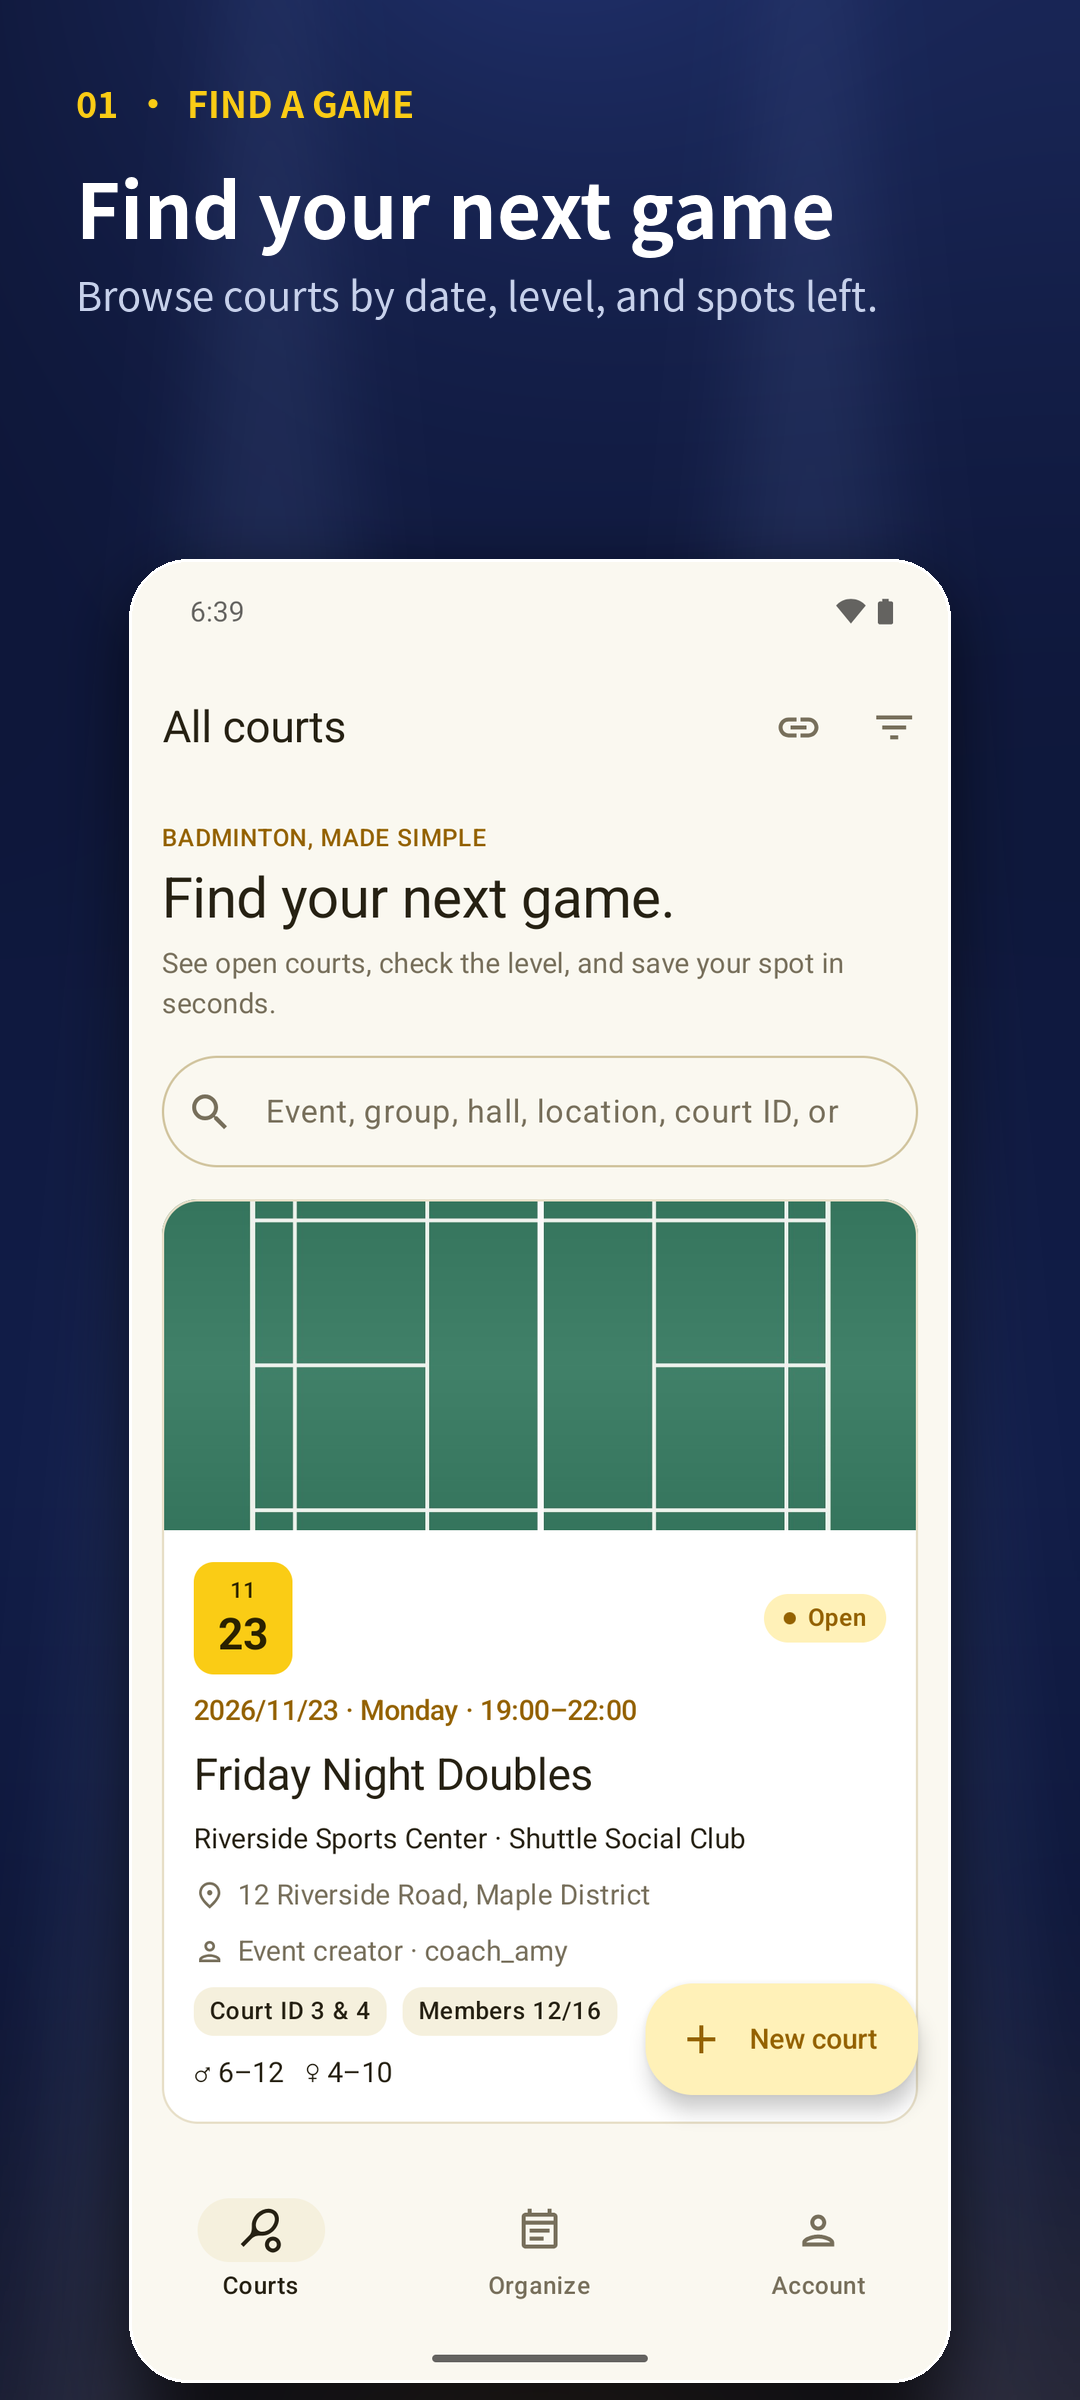 01 • FIND A GAME
Find your next game
Browse courts by date, level, and spots left.
6:39
All courts
BADMINTON, MADE SIMPLE
Find your next game.
See open courts, check the level, and save your spot in
seconds.
Event, group, hall, location, court ID, or
11
23
Open
2026/11/23 · Monday · 19:00–22:00
Friday Night Doubles
Riverside Sports Center · Shuttle Social Club
12 Riverside Road, Maple District
Event creator · coach_amy
Court ID 3 & 4 Members 12/16
New court
♂ 6–12 ♀ 4–10
Courts Organize Account